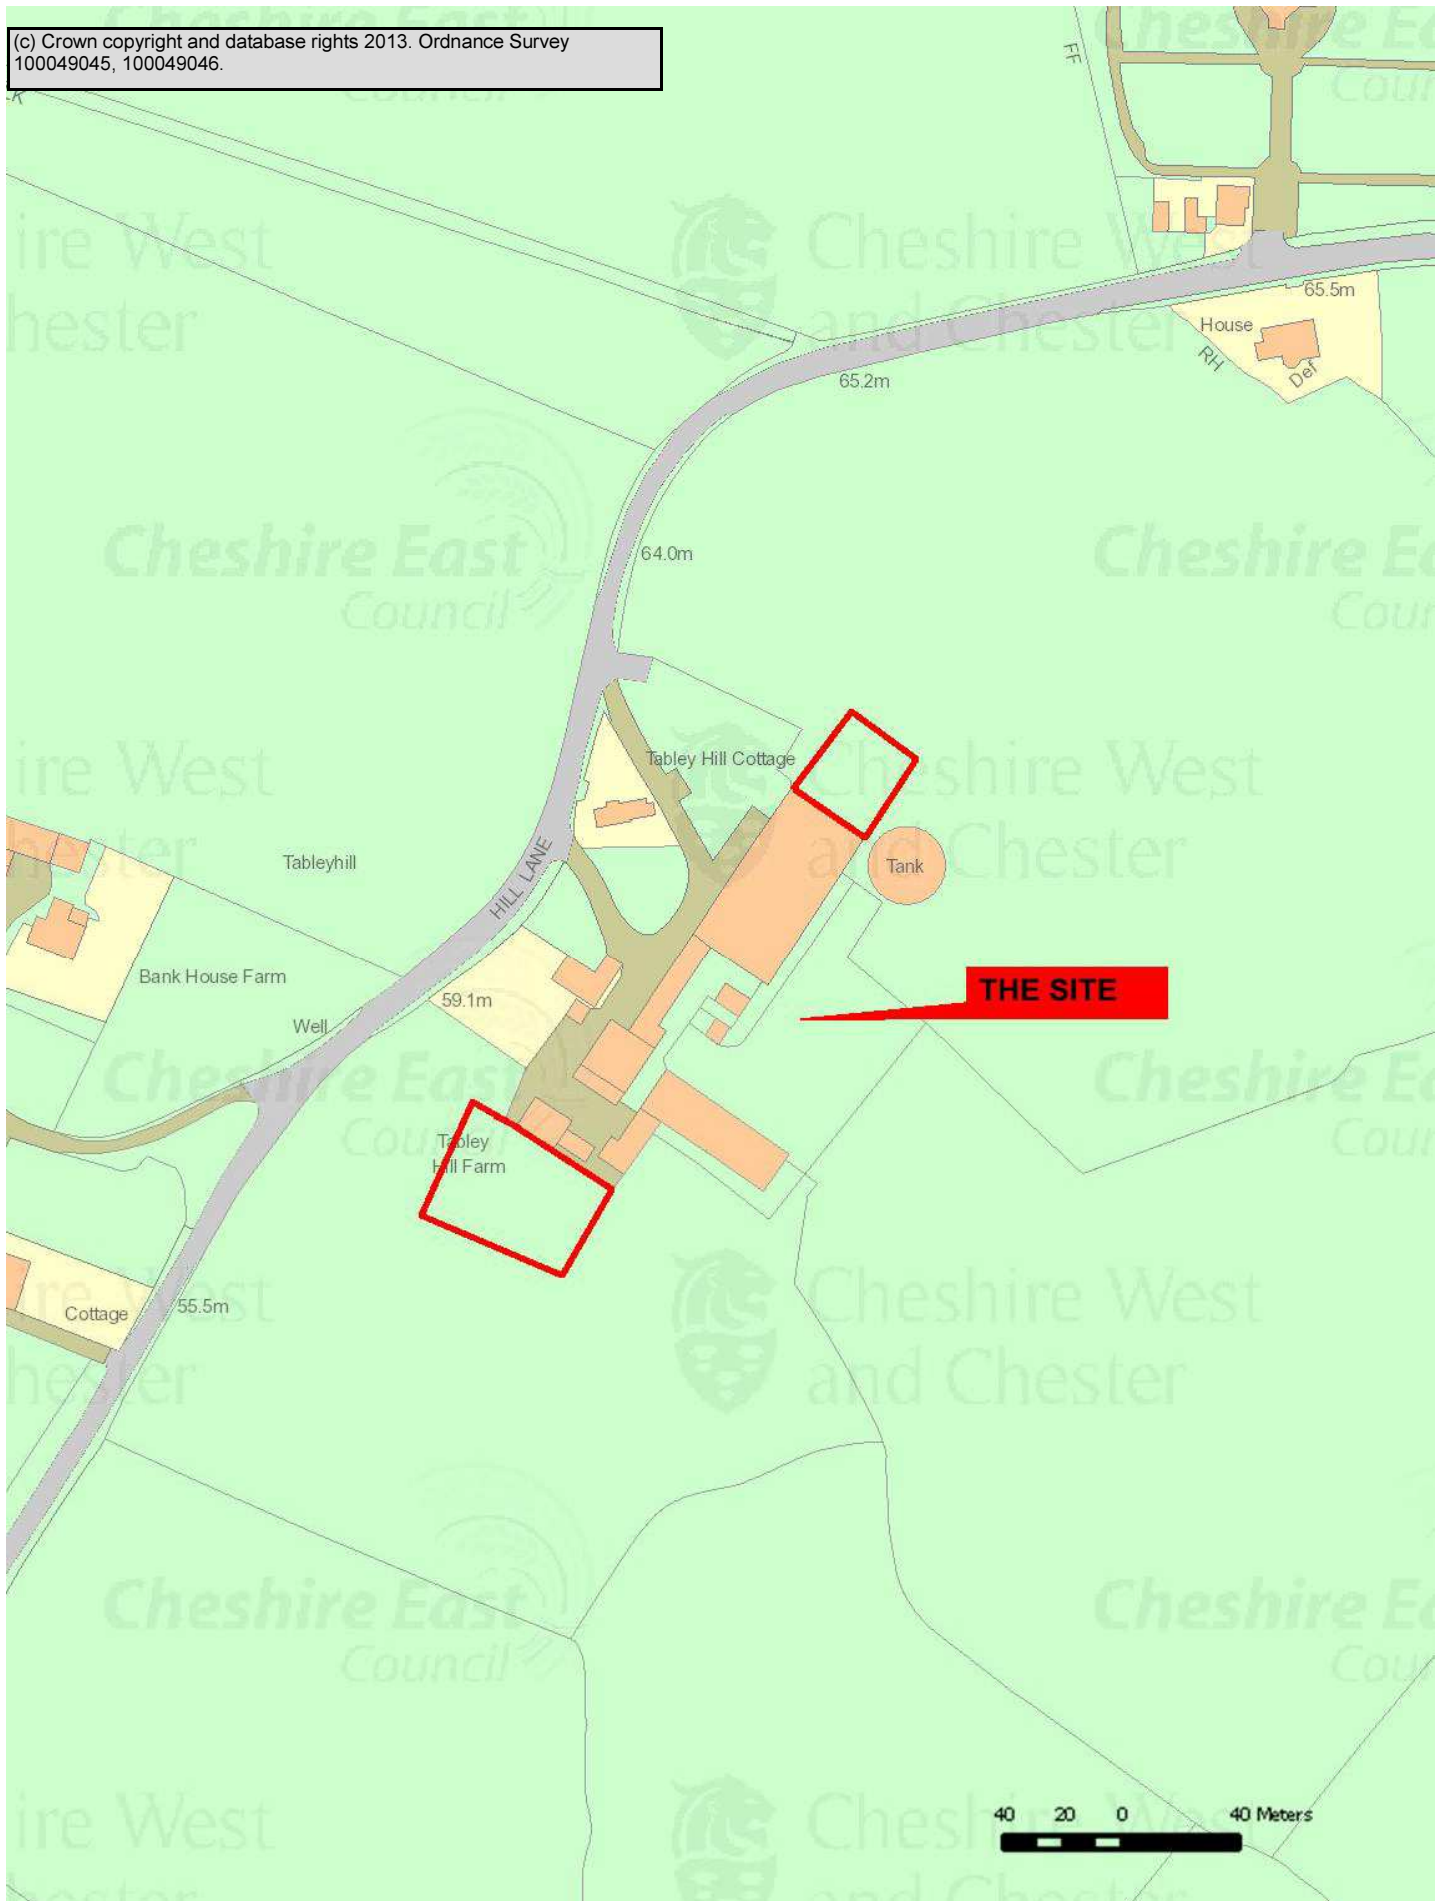 (c) Crown copyright and database rights 2013. Ordnance Survey
100049045, 100049046.
FF
65.5m
House
RH
Def
65.2m
64.0m
Tabley Hill Cottage
Tank
Tabley­hill
HILL LANE
Bank House Farm
59.1m
THE SITE
Well
Tabley
Hill Farm
Cottage
55.5m
40 20 0 40 Meters
Cheshire East
Council
Cheshire West
and Chester